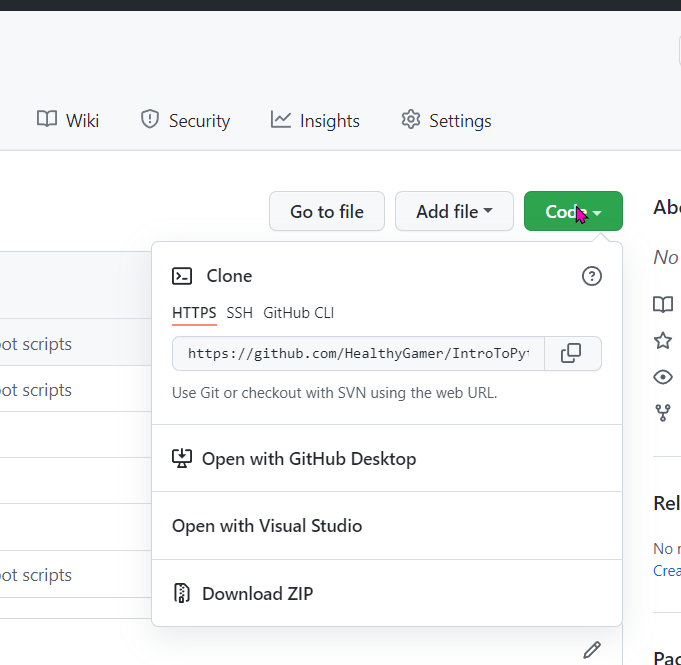 Wiki
Security
Insights
Settings
Go to file
Add file
Code
Clone
HTTPS
SSH
GitHub CLI
https://github.com/HealthyGamer/IntroToPy
Use Git or checkout with SVN using the web URL.
Open with GitHub Desktop
Open with Visual Studio
Download ZIP
ot scripts
ot scripts
ot scripts
Abo
No
Rel
No r
Crea
Pac